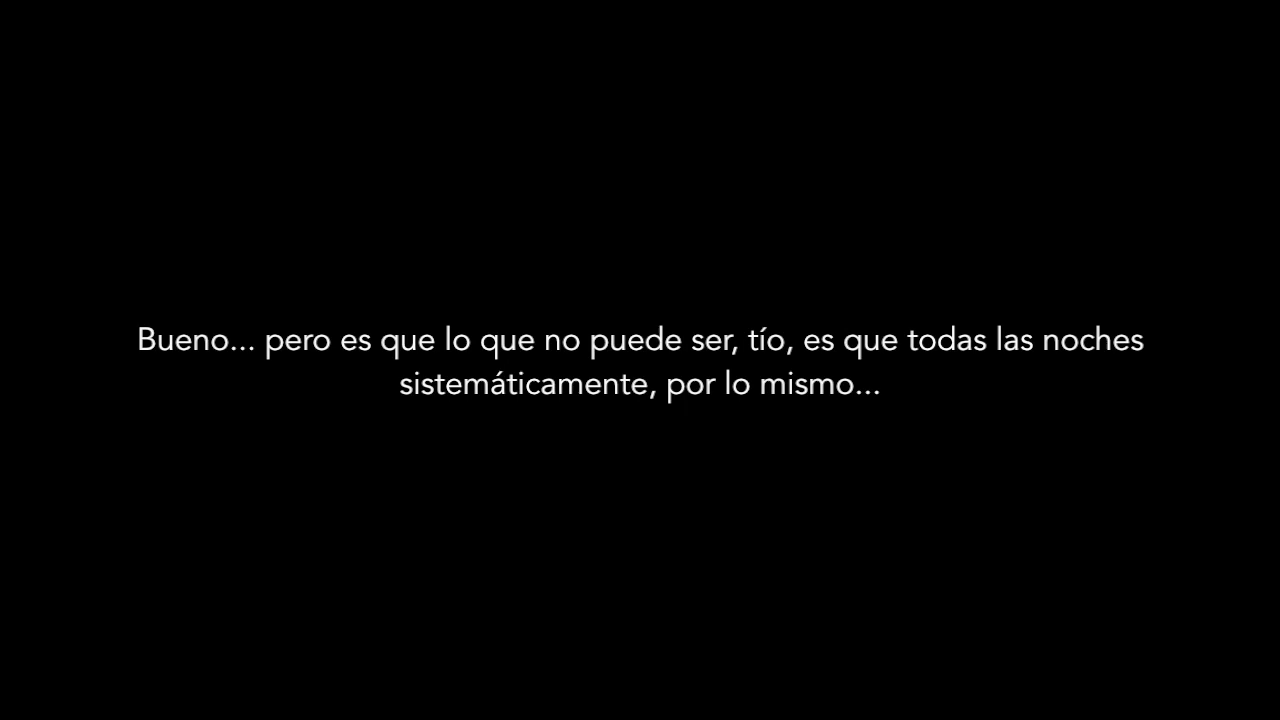 Bueno... pero es que lo que no puede ser, tío, es que todas las noches
sistemáticamente, por lo mismo...